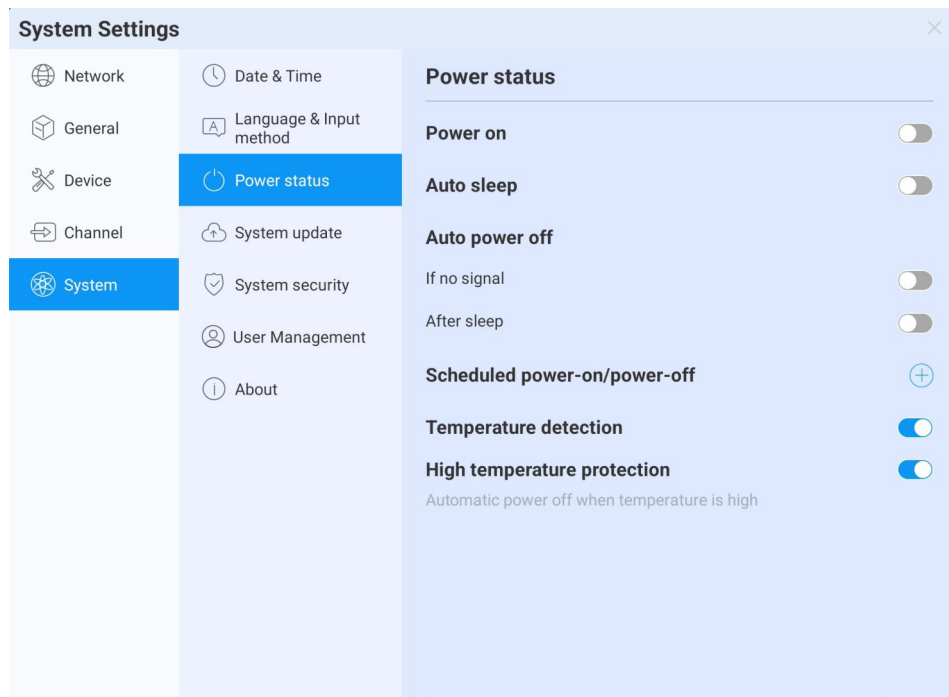 System Settings
Network
General
Device
Channel
System
Date & Time
Language & Input
method
Power status
System update
System security
User Management
About
Power status
Power on
Auto sleep
Auto power off
If no signal
After sleep
Scheduled power-on/power-off
Temperature detection
High temperature protection
Automatic power off when temperature is high